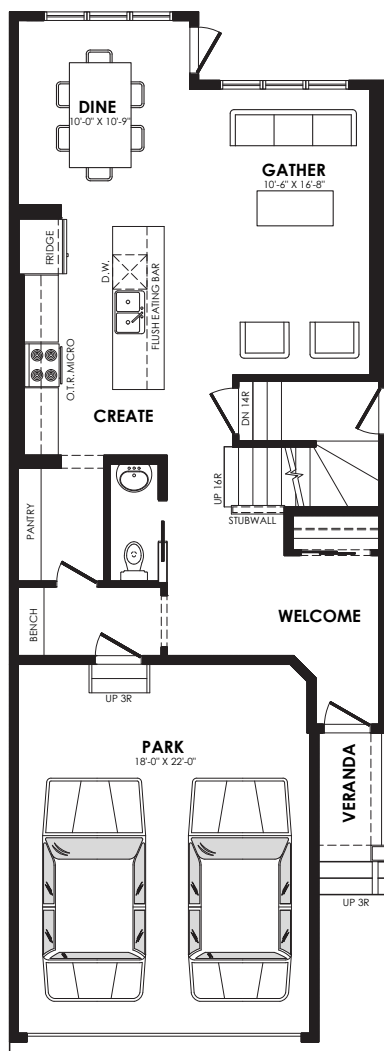 DINE
10'-0" X 10'-9"
GATHER
10'-6" X 16'-8"
FRIDGE
D.W.
FLUSH EATING BAR
O.T.R.MICRO
CREATE
DN 14R
UP 16R
STUBWALL
PANTRY
BENCH
WELCOME
UP 3R
PARK
18'-0" X 22'-0"
VERANDA
UP 3R